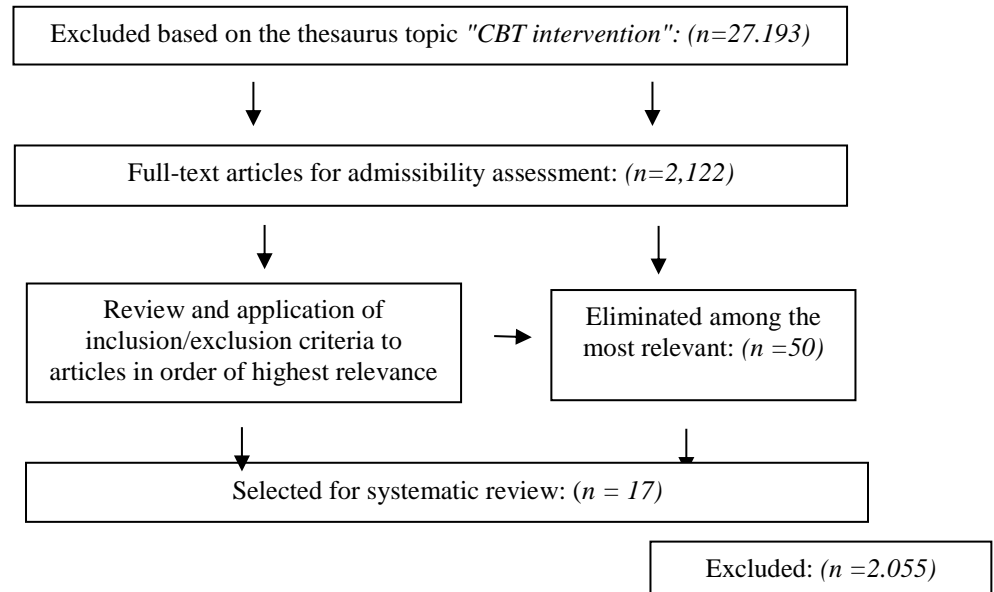 Excluded based on the thesaurus topic "CBT intervention": (n=27.193)
Full-text articles for admissibility assessment: (n=2,122)
Review and application of
inclusion/exclusion criteria to
articles in order of highest relevance
Eliminated among the
most relevant: (n =50)
Selected for systematic review: (n = 17)
Excluded: (n =2.055)